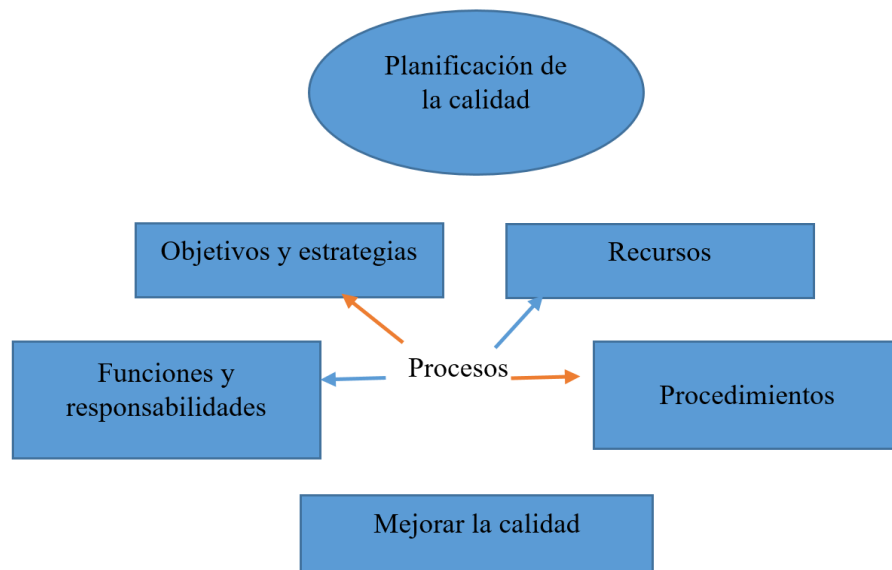 Planificación de
la calidad
Objetivos y estrategias
Recursos
Funciones y
responsabilidades
Procesos
Procedimientos
Mejorar la calidad